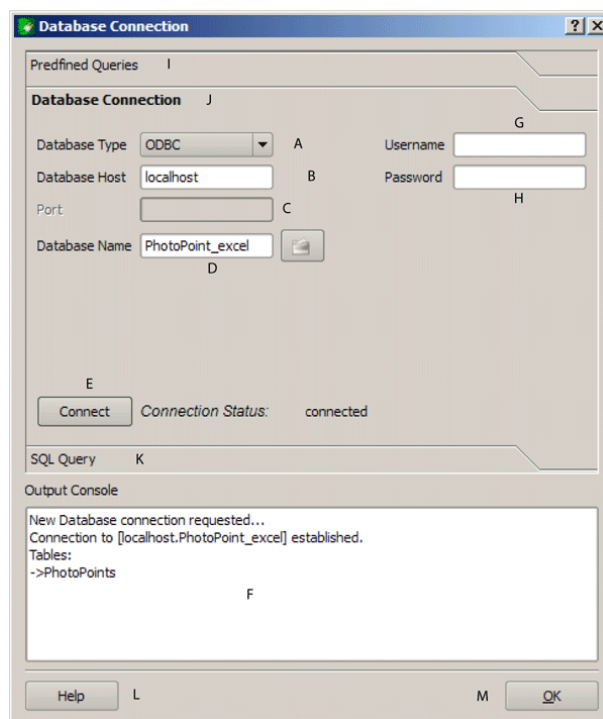 Database Connection
Predfined Queries I
Database Connection J
G
Database Type ODBC A Username
Database Host localhost B Password
Port C H
Database Name PhotoPoint_excel
D
E
Connect Connection Status: connected
SQL Query K
Output Console
New Database connection requested...
Connection to [localhost.PhotoPoint_excel] established.
Tables:
->PhotoPoints
F
Help L M OK